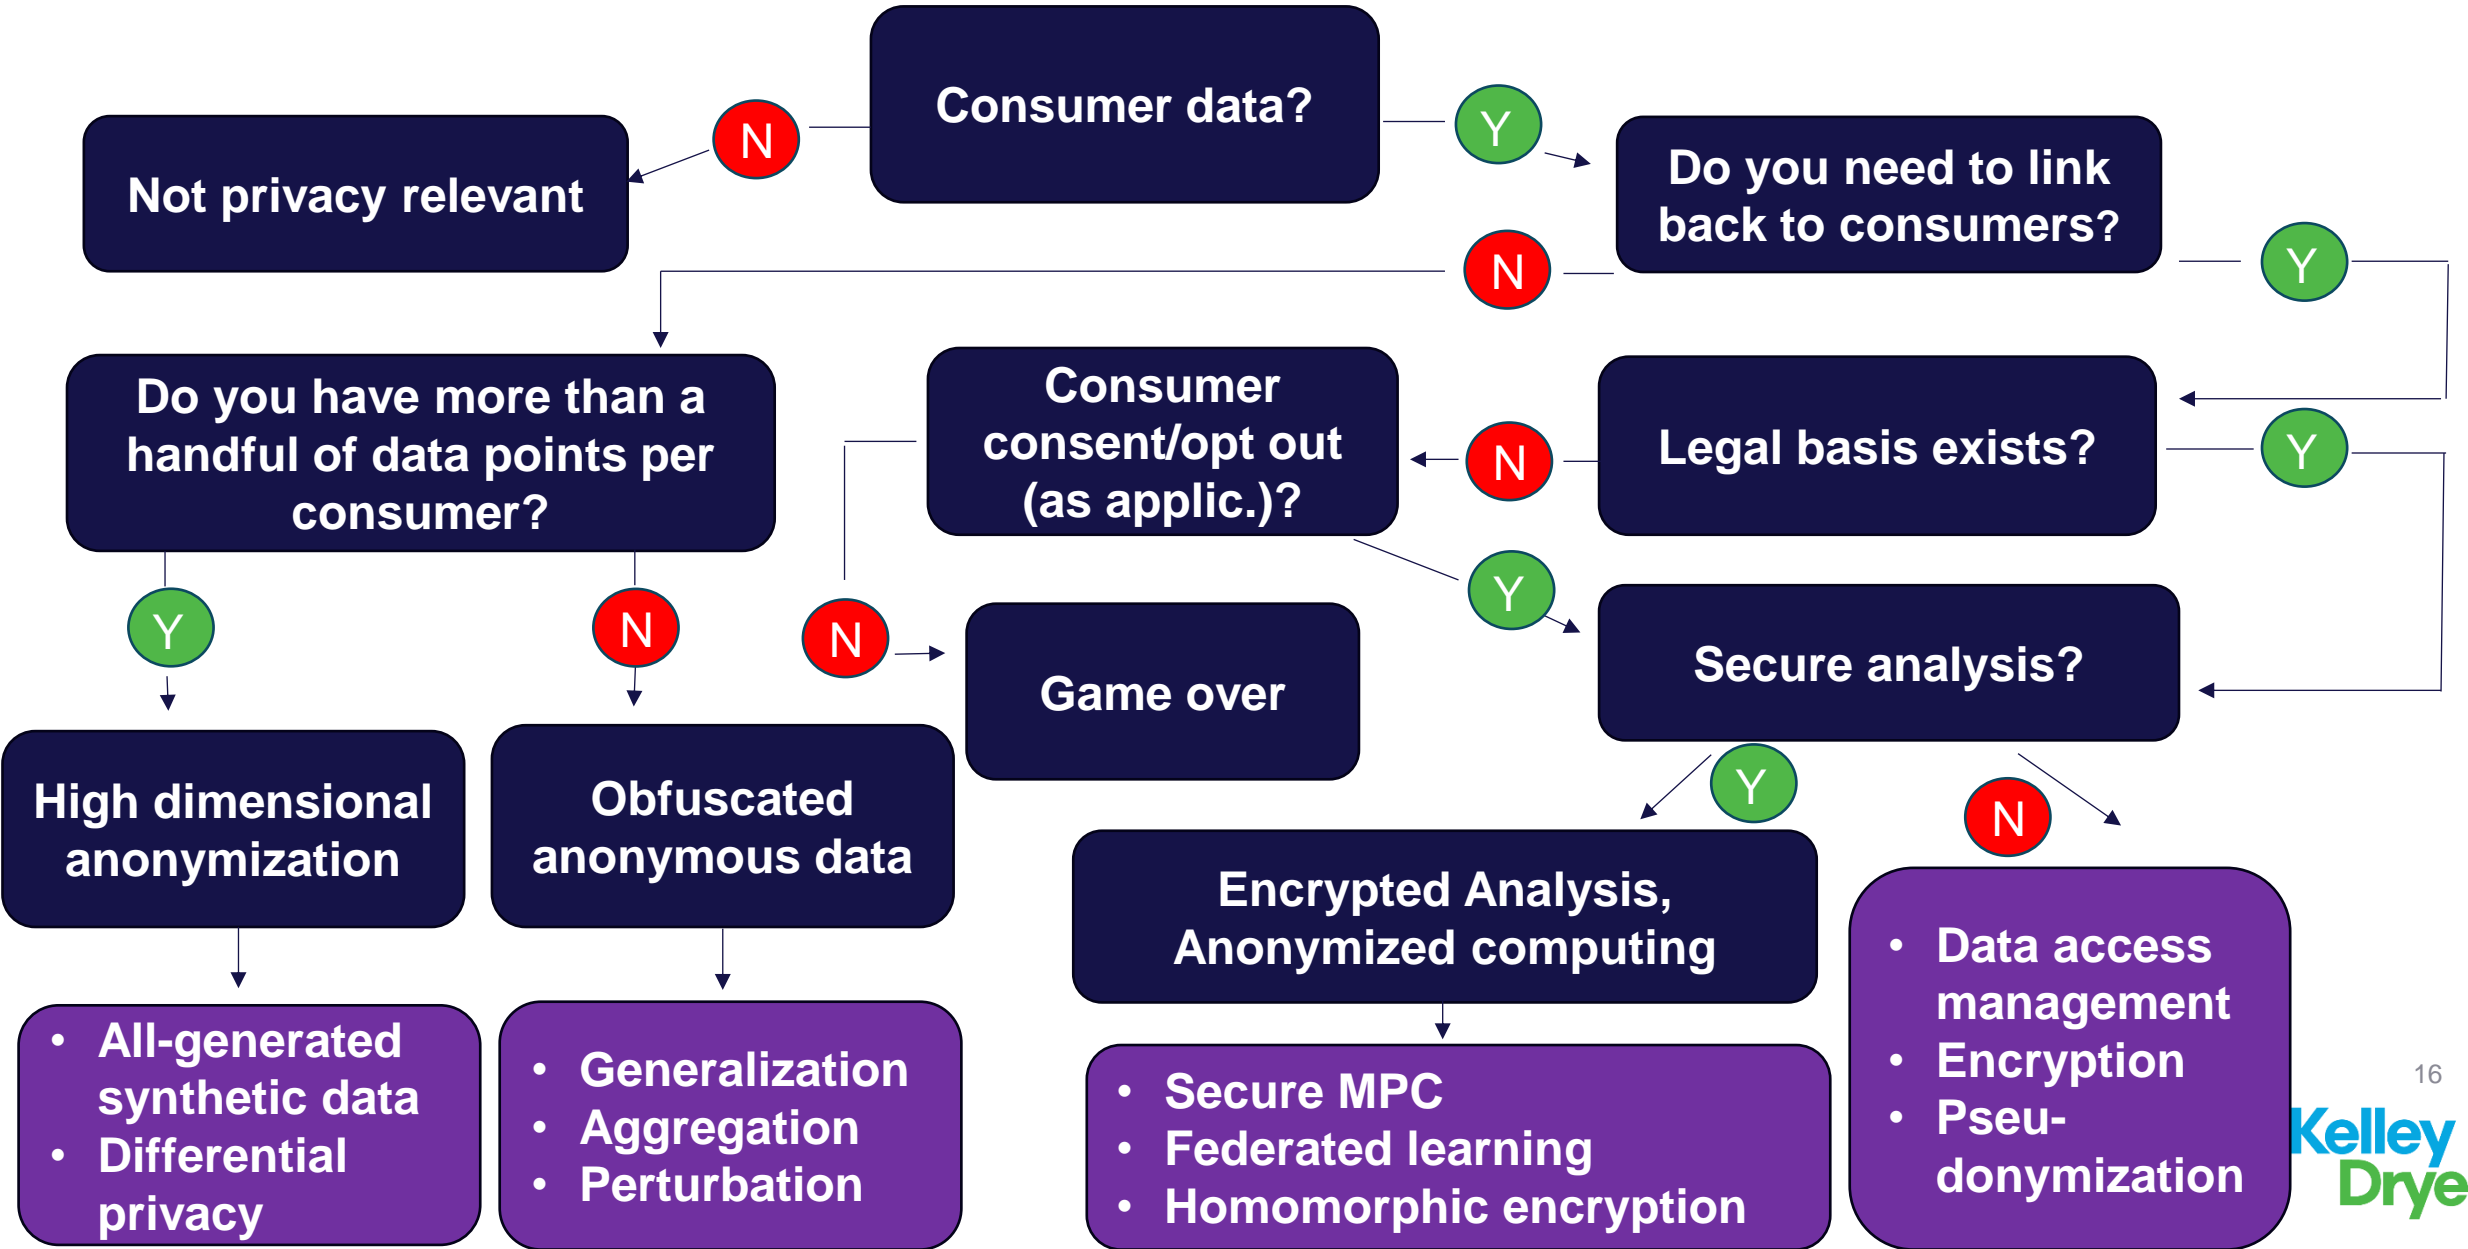 Consumer data?
N
Y
Not privacy relevant
Do you need to link
back to consumers?
N
Y
Do you have more than a
handful of data points per
consumer?
Consumer
consent/opt out
(as applic.)?
N
Legal basis exists?
Y
Y
N
N
Y
Game over
Secure analysis?
High dimensional
anonymization
Obfuscated
anonymous data
Y
N
Encrypted Analysis,
Anonymized computing
• All-generated
synthetic data
• Differential
privacy
• Generalization
• Aggregation
• Perturbation
• Secure MPC
• Federated learning
• Homomorphic encryption
• Data access
management
• Encryption
• Pseu-
donymization
16
Kelley
Drye